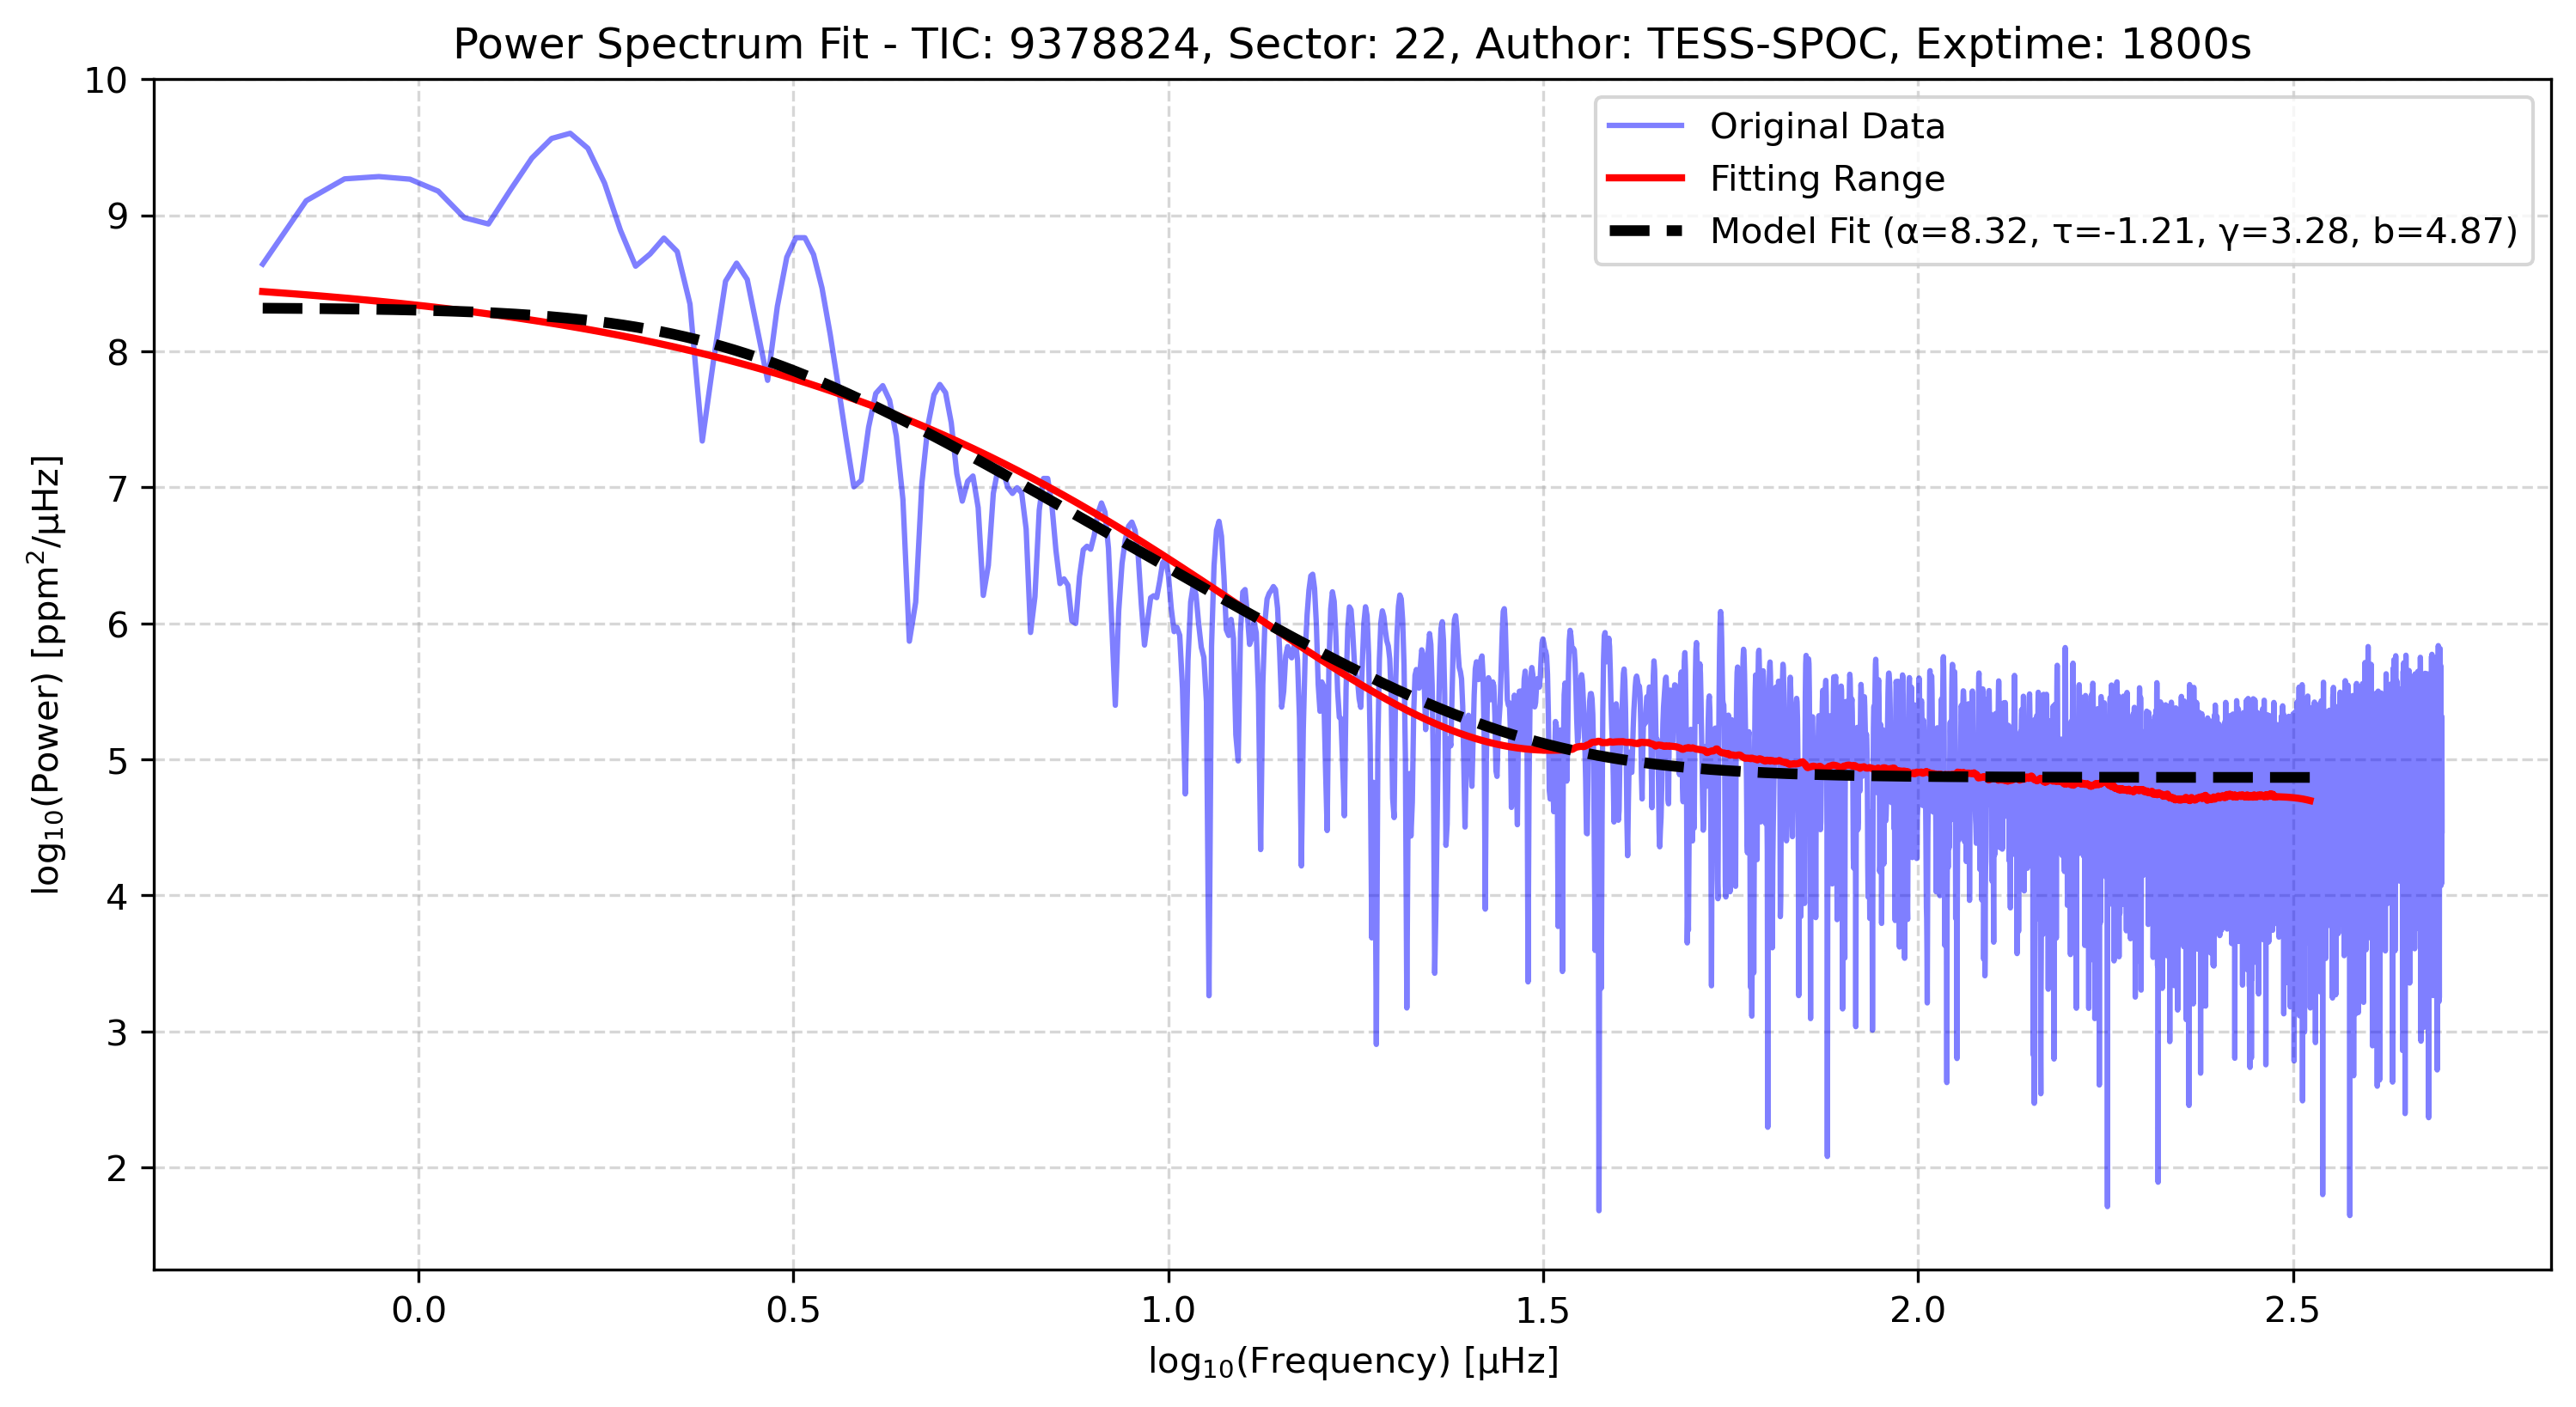 Power Spectrum Fit - TIC: 9378824, Sector: 22, Author: TESS-SPOC, Exptime: 1800s
Original Data
Fitting Range
Model Fit (α=8.32, τ=-1.21, γ=3.28, b=4.87)
log₁₀(Power) [ppm²/μHz]
10
9
8
7
6
5
4
3
2
0.0 0.5 1.0 1.5 2.0 2.5
log₁₀(Frequency) [μHz]